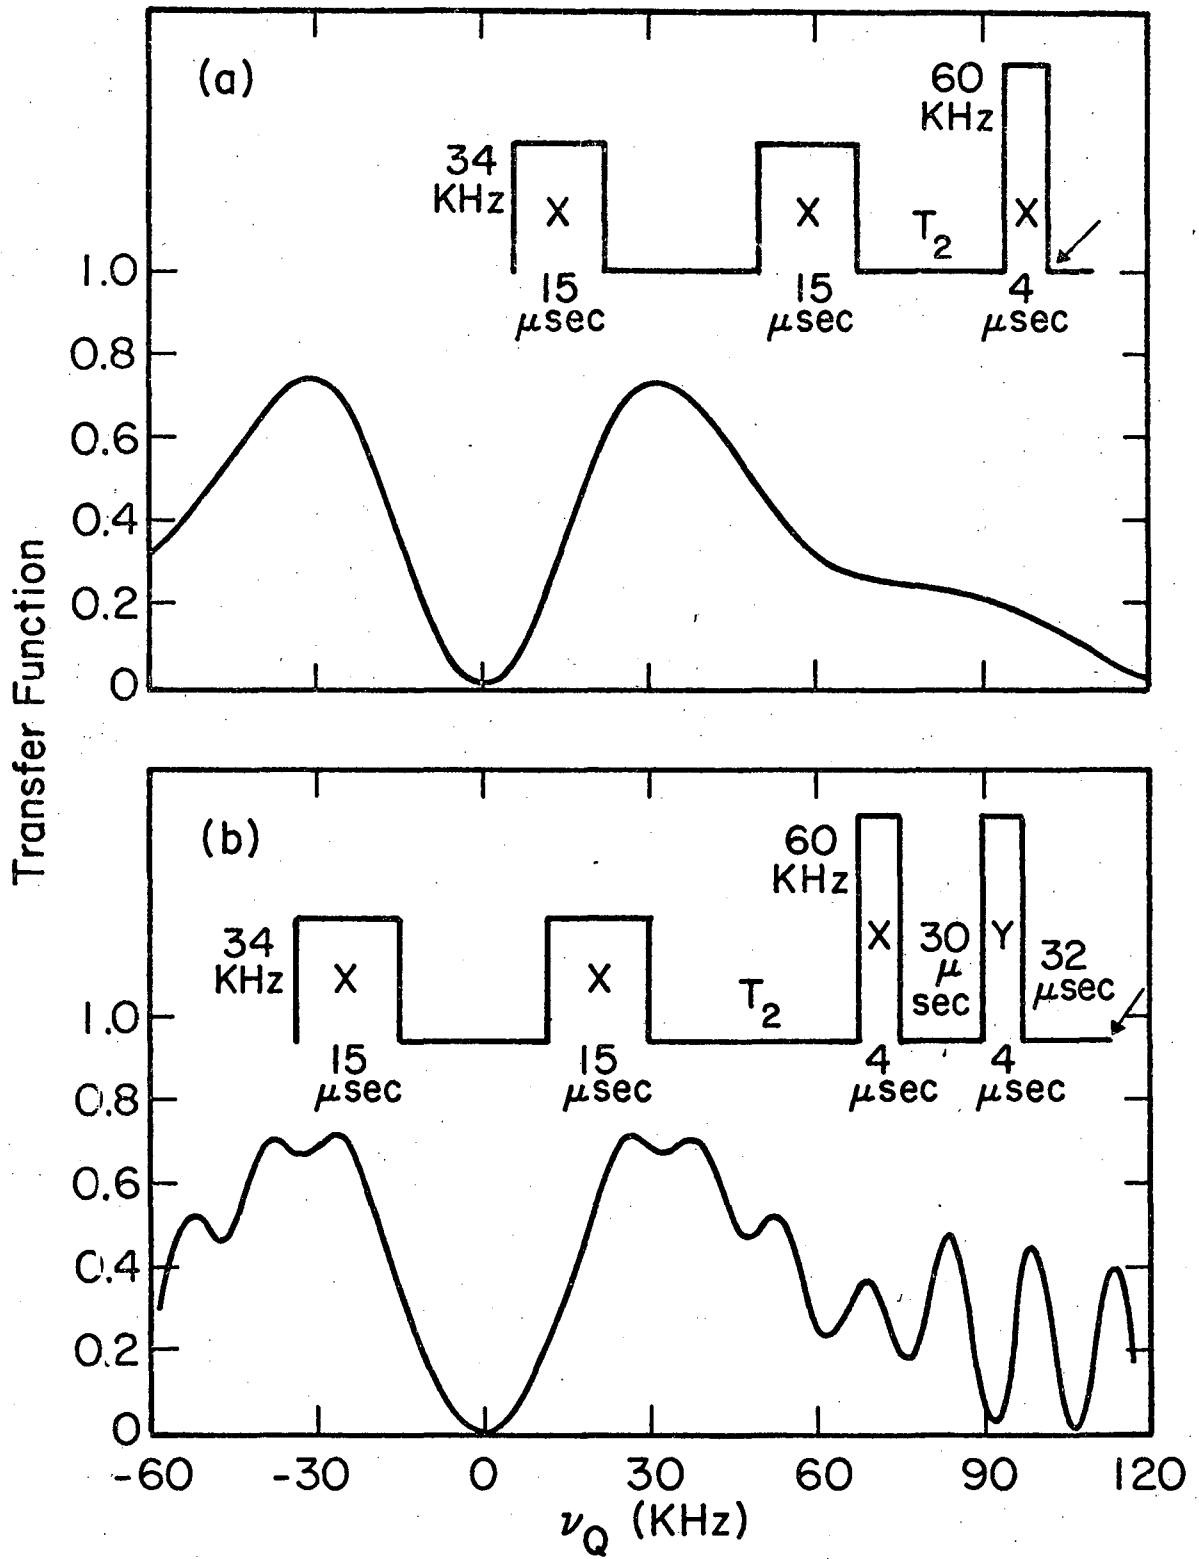 (a)
60
KHz
34
KHz
X
X
T2
X
15
μsec
15
μsec
4
μsec
1.0
0.8
0.6
0.4
0.2
0
Transfer Function
(b)
60
KHz
34
KHz
X
X
T2
X
30
μ
sec
Y
32
μsec
15
μsec
15
μsec
4
μsec
4
μsec
1.0
0.8
0.6
0.4
0.2
0
-60 -30 0 30 60 90 120
νQ (KHz)